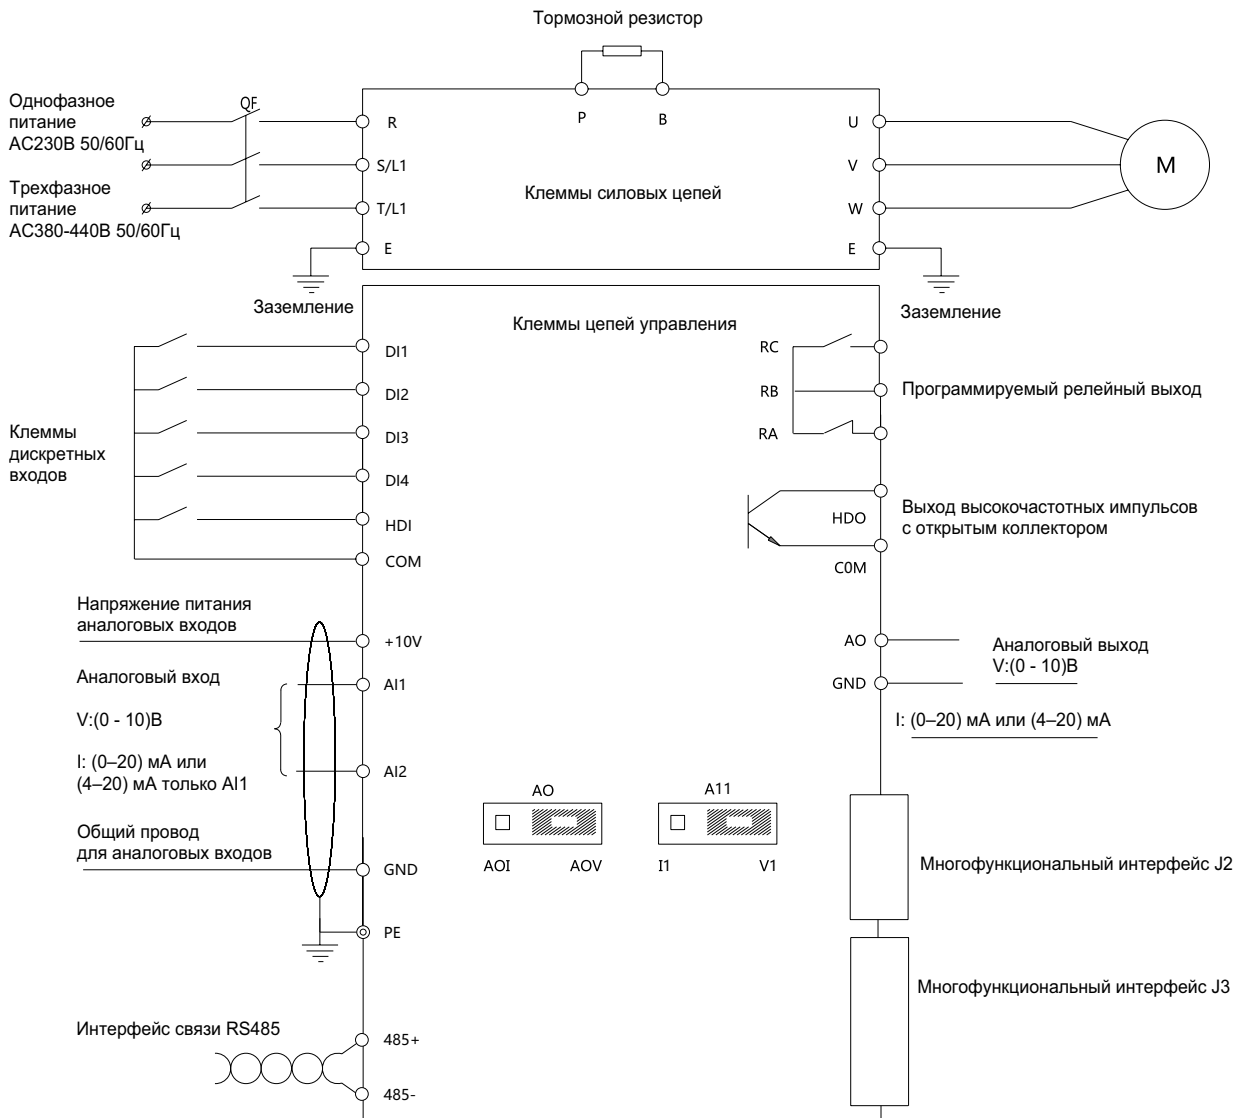 Тормозной резистор
Однофазное
питание
АС230В 50/60Гц
Трехфазное
питание
АС380-440В 50/60Гц
QF
R
S/L1
T/L1
E
P
B
Клеммы силовых цепей
U
V
W
E
M
Заземление
Заземление
Клеммы цепей управления
Клеммы
дискретных
входов
DI1
DI2
DI3
DI4
HDI
COM
RC
RB
RA
Программируемый релейный выход
HDO
C0M
Выход высокочастотных импульсов
с открытым коллектором
Напряжение питания
аналоговых входов
+10V
Аналоговый вход
V:(0 - 10)В
I: (0–20) мА или
(4–20) мА только AI1
AI1
AI2
Общий провод
для аналоговых входов
GND
PE
AO
GND
Аналоговый выход
V:(0 - 10)В
I: (0–20) мА или (4–20) мА
AO
AOI
AOV
A11
I1
V1
Многофункциональный интерфейс J2
Многофункциональный интерфейс J3
Интерфейс связи RS485
485+
485-